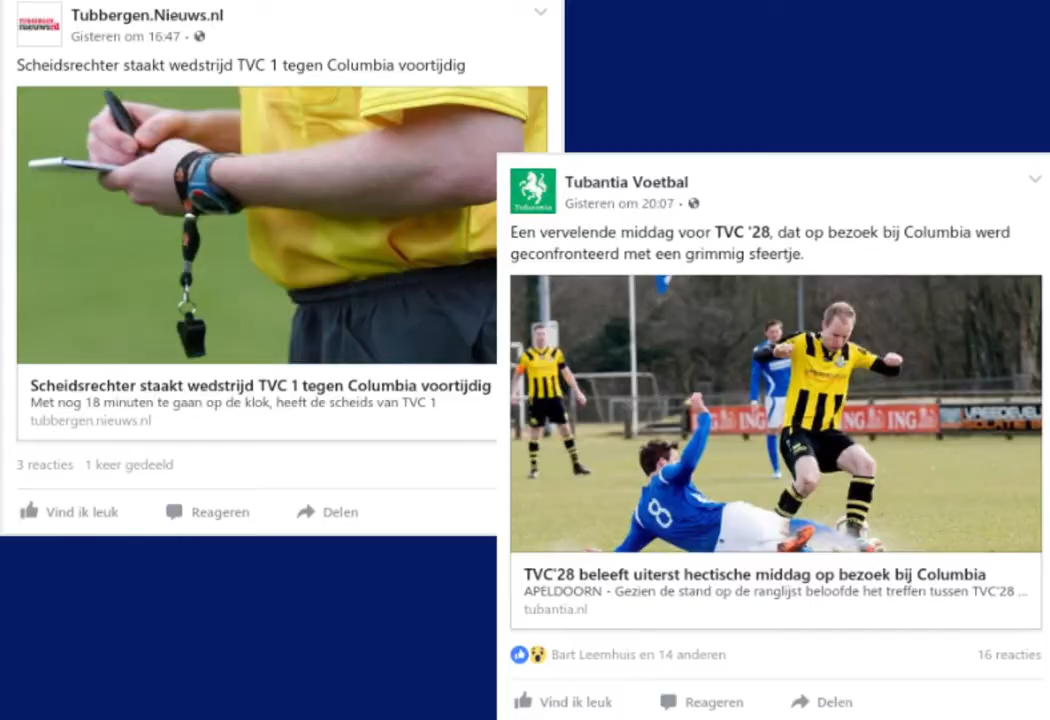 Tubbergen.Nieuws.nl
Gisteren om 16:47
Scheidsrechter staakt wedstrijd TVC 1 tegen Columbia voortijdig
Scheidsrechter staakt wedstrijd TVC 1 tegen Columbia voortijdig
Met nog 18 minuten te gaan op de klok, heeft de scheids van TVC 1
tubbergen.nieuws.nl
3 reacties 1 keer gedeeld
Vind ik leuk Reageren Delen
Tubantia
Tubantia Voetbal
Gisteren om 20:07
Een vervelende middag voor TVC '28, dat op bezoek bij Columbia werd
geconfronteerd met een grimmig sfeertje.
ING ING ING
8
TVC'28 beleeft uiterst hectische middag op bezoek bij Columbia
APELDOORN - Gezien de stand op de ranglijst beloofde het treffen tussen TVC'28 ...
tubantia.nl
Bart Leemhuis en 14 anderen 16 reacties
Vind ik leuk Reageren Delen